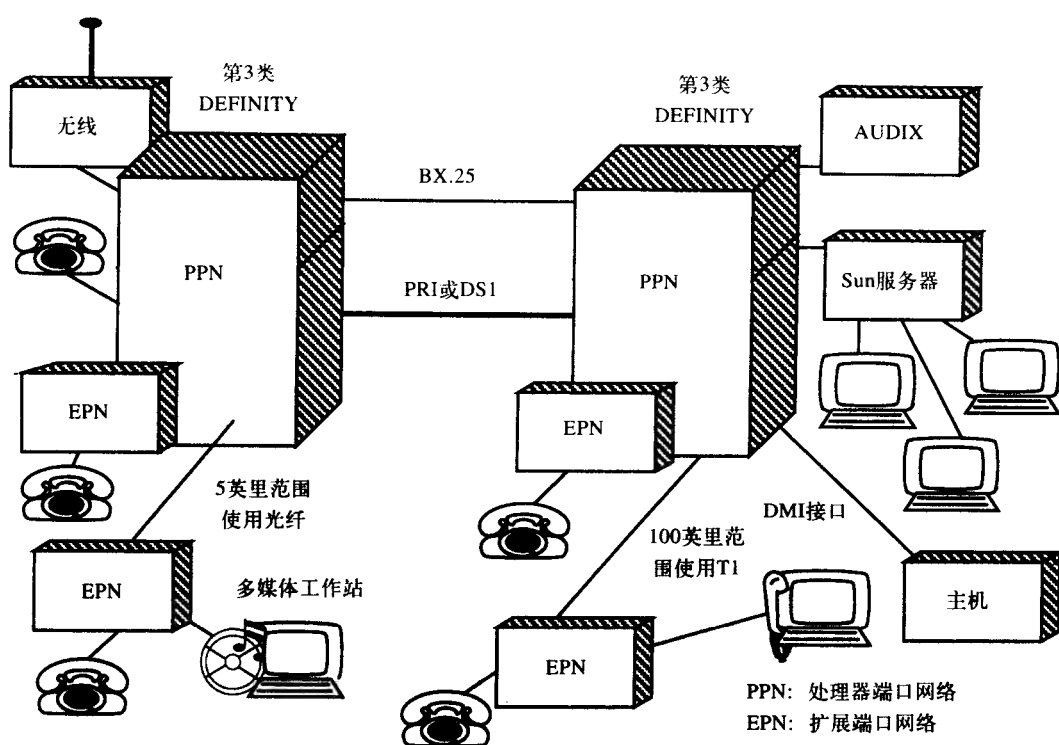 第3类
DEFINITY
第3类
DEFINITY
无线
AUDIX
BX.25
PPN
PPN
PRI或DS1
Sun服务器
EPN
EPN
5英里范围
使用光纤
DMI接口
100英里范
围使用T1
EPN
多媒体工作站
主机
EPN
PPN: 处理器端口网络
EPN: 扩展端口网络